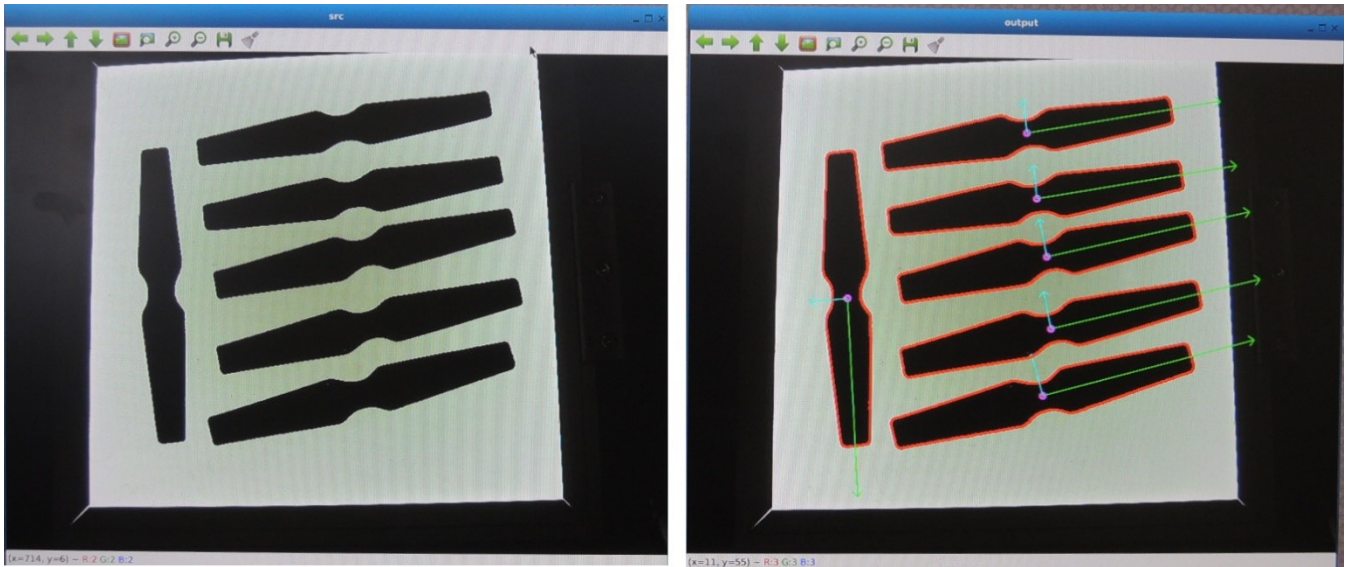 src
output
(x=714, y=6) ~ R:2 G:2 B:2
(x=11, y=55) ~ R:3 G:3 B:3